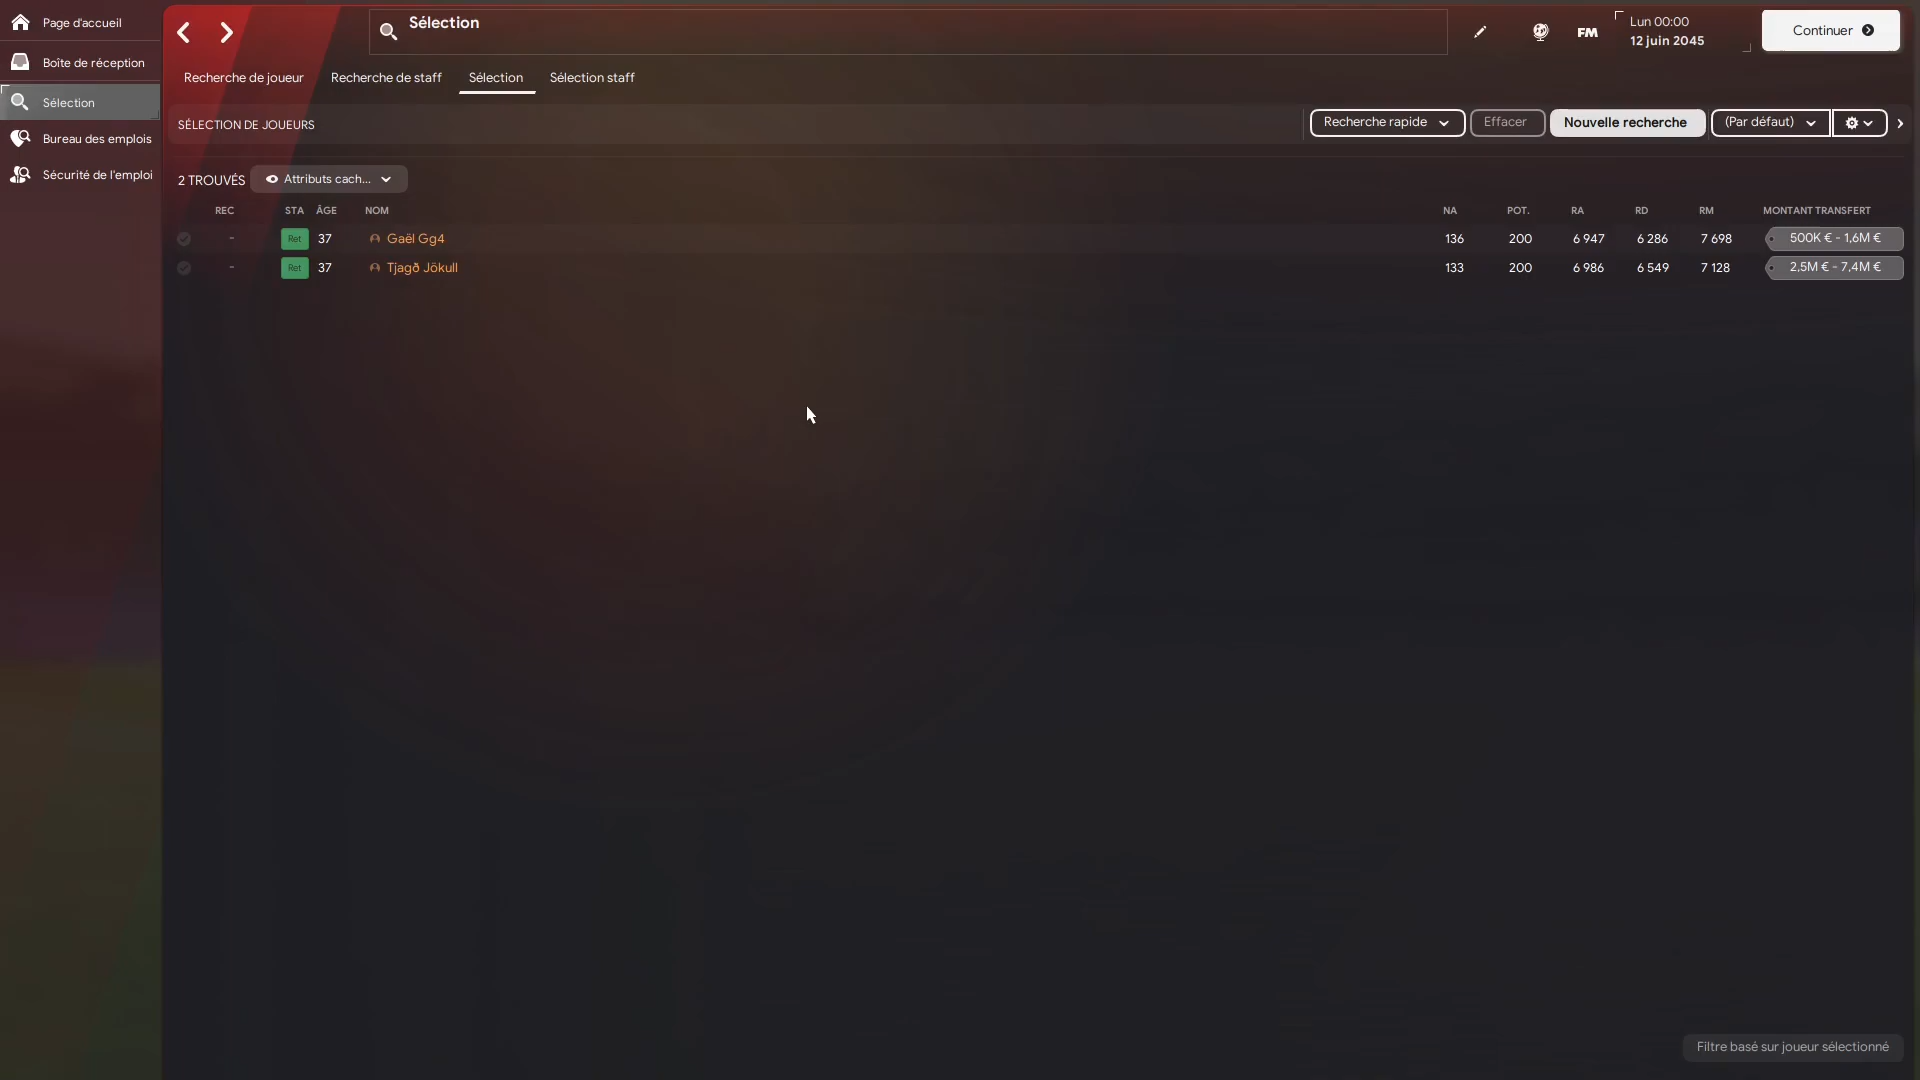 Page d'accueil
Boîte de réception
Sélection
Bureau des emplois
Sécurité de l'emploi
Sélection
FM
Lun 00:00
12 juin 2045
Continuer
Recherche de joueur
Recherche de staff
Sélection
Sélection staff
SÉLECTION DE JOUEURS
Recherche rapide
Effacer
Nouvelle recherche
(Par défaut)
2 TROUVÉS
Attributs cach...
REC STA ÂGE NOM NA POT. RA RD RM MONTANT TRANSFERT
- Ret 37 Gaël Gg4 136 200 6 947 6 286 7 698 500K € - 1,6M €
- Ret 37 Tjagð Jökull 133 200 6 986 6 549 7 128 2,5M € - 7,4M €
Filtre basé sur joueur sélectionné